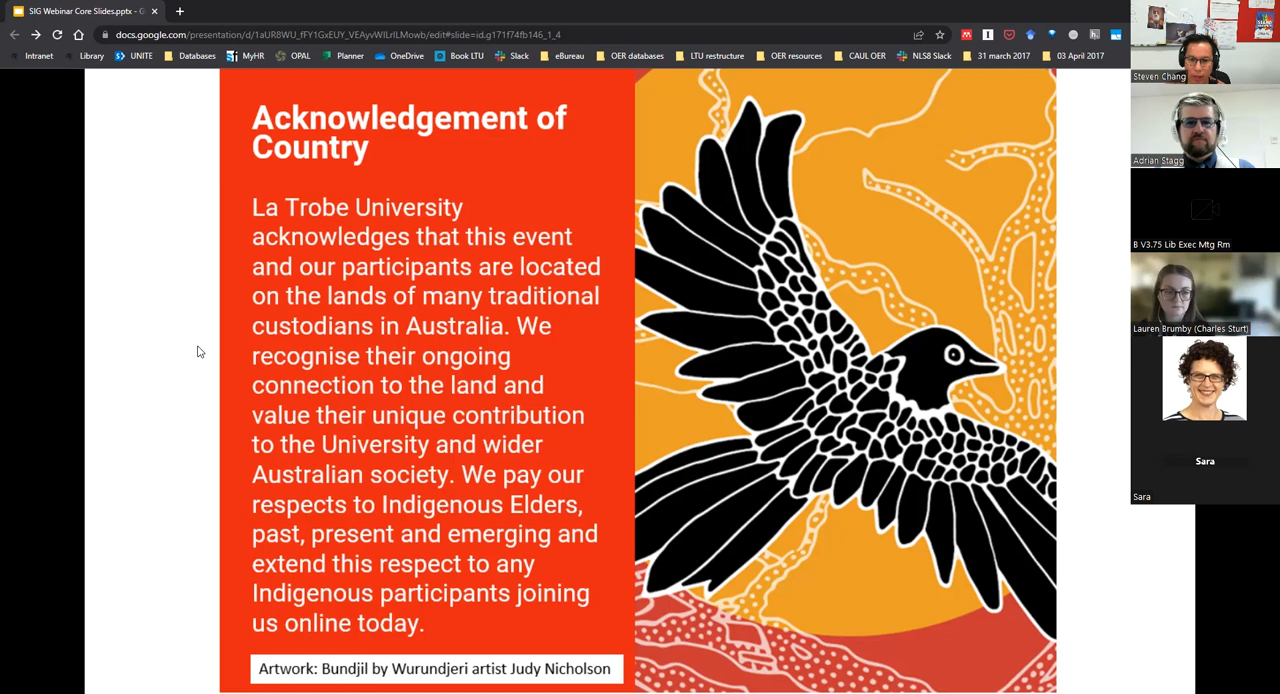 SIG Webinar Core Slides.pptx - G
docs.google.com/presentation/d/1aUR8WU_fFY1GxEUY_VEAyvWILrlLMowb/edit#slide=id.g171f74fb146_1_4
Intranet Library UNITE Databases MyHR OPAL Planner OneDrive Book LTU Slack eBureau OER databases LTU restructure OER resources CAUL OER NLS8 Slack 31 march 2017 03 April 2017
Acknowledgement of
Country
La Trobe University
acknowledges that this event
and our participants are located
on the lands of many traditional
custodians in Australia. We
recognise their ongoing
connection to the land and
value their unique contribution
to the University and wider
Australian society. We pay our
respects to Indigenous Elders,
past, present and emerging and
extend this respect to any
Indigenous participants joining
us online today.
Artwork: Bundjil by Wurundjeri artist Judy Nicholson
Steven Chang
Adrian Stagg
B V3.75 Lib Exec Mtg Rm
Lauren Brumby (Charles Sturt)
Sara
Sara